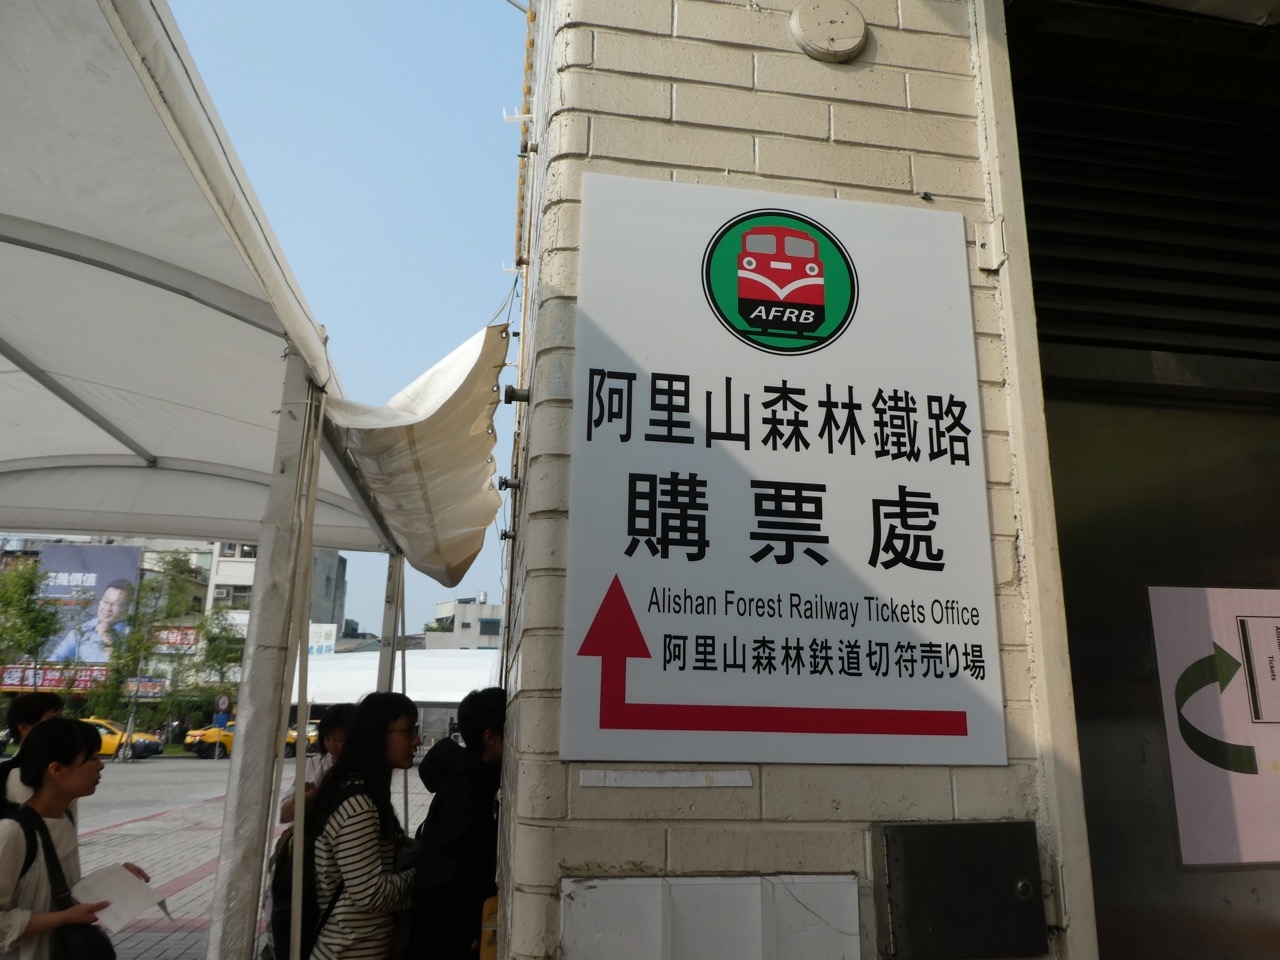 AFRB
阿里山森林鐵路
購票處
Alishan Forest Railway Tickets Office
阿里山森林鉄道切符売り場
Tickets